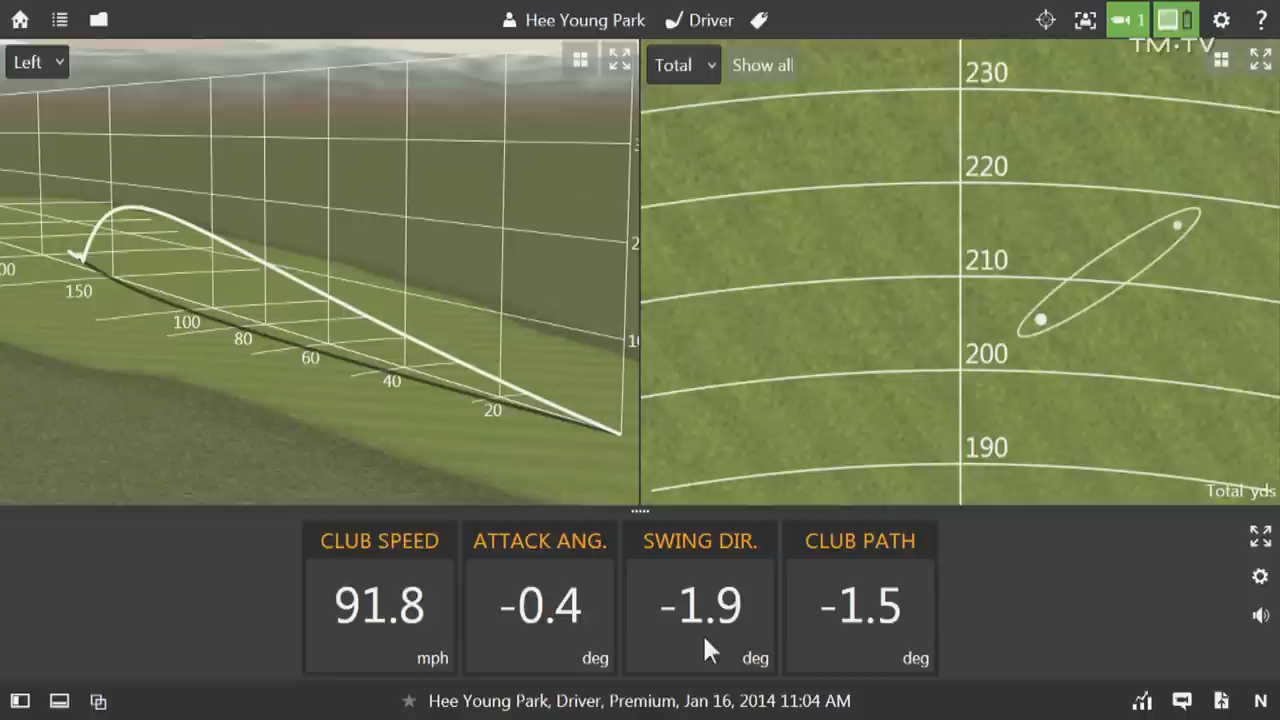 Hee Young Park
Driver
1
TM·TV
Left
Total
Show all
230
220
210
200
190
Total yds
00
150
100
80
60
40
20
CLUB SPEED
91.8
mph
ATTACK ANG.
-0.4
deg
SWING DIR.
-1.9
deg
CLUB PATH
-1.5
deg
Hee Young Park, Driver, Premium, Jan 16, 2014 11:04 AM
N